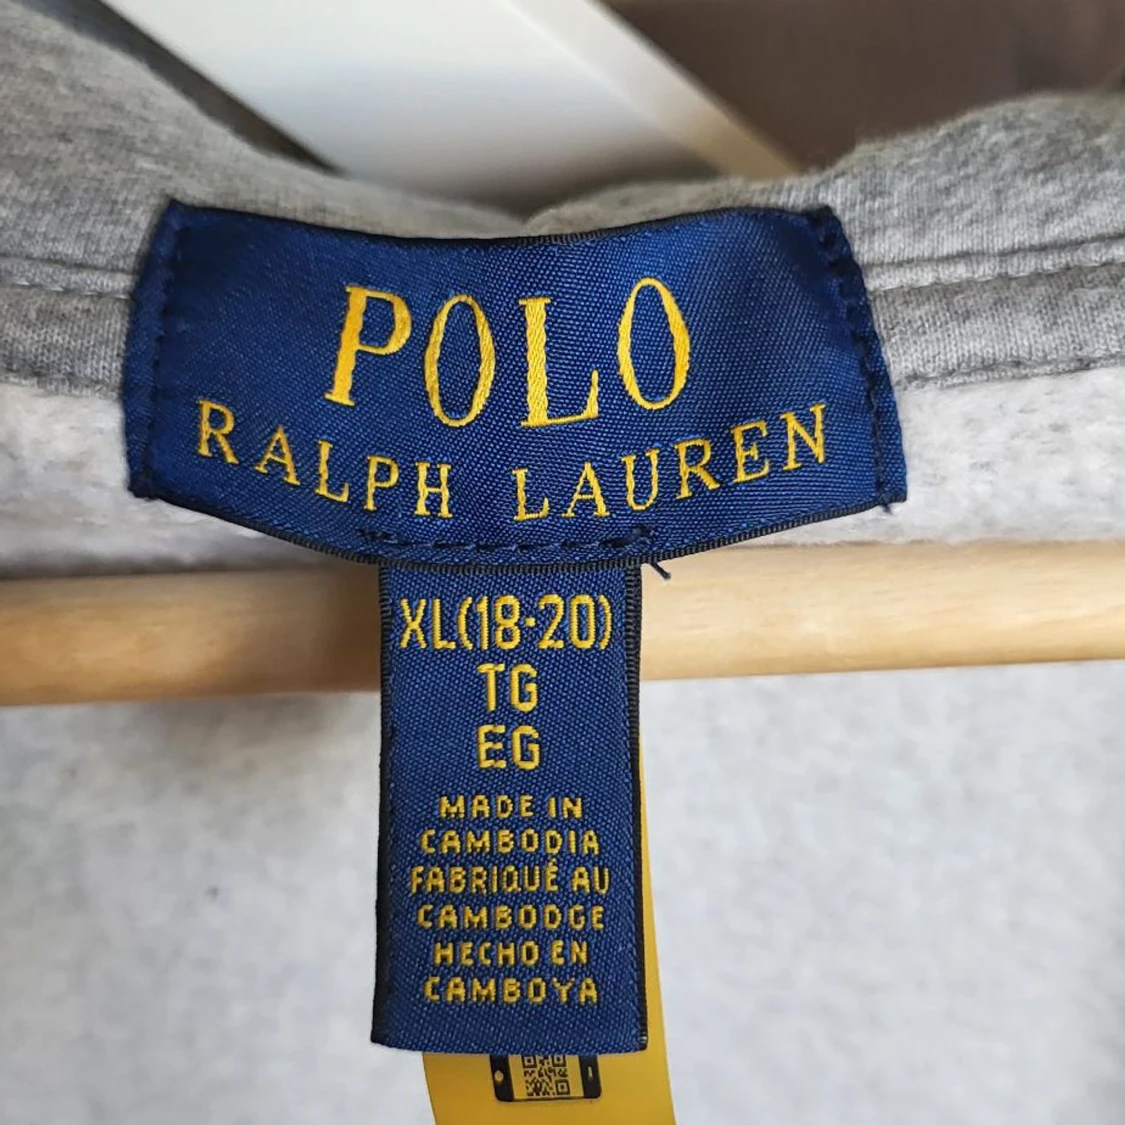 POLO
RALPH LAUREN
XL(18-20)
TG
EG
MADE IN
CAMBODIA
FABRIQUÉ AU
CAMBODGE
HECHO EN
CAMBOYA